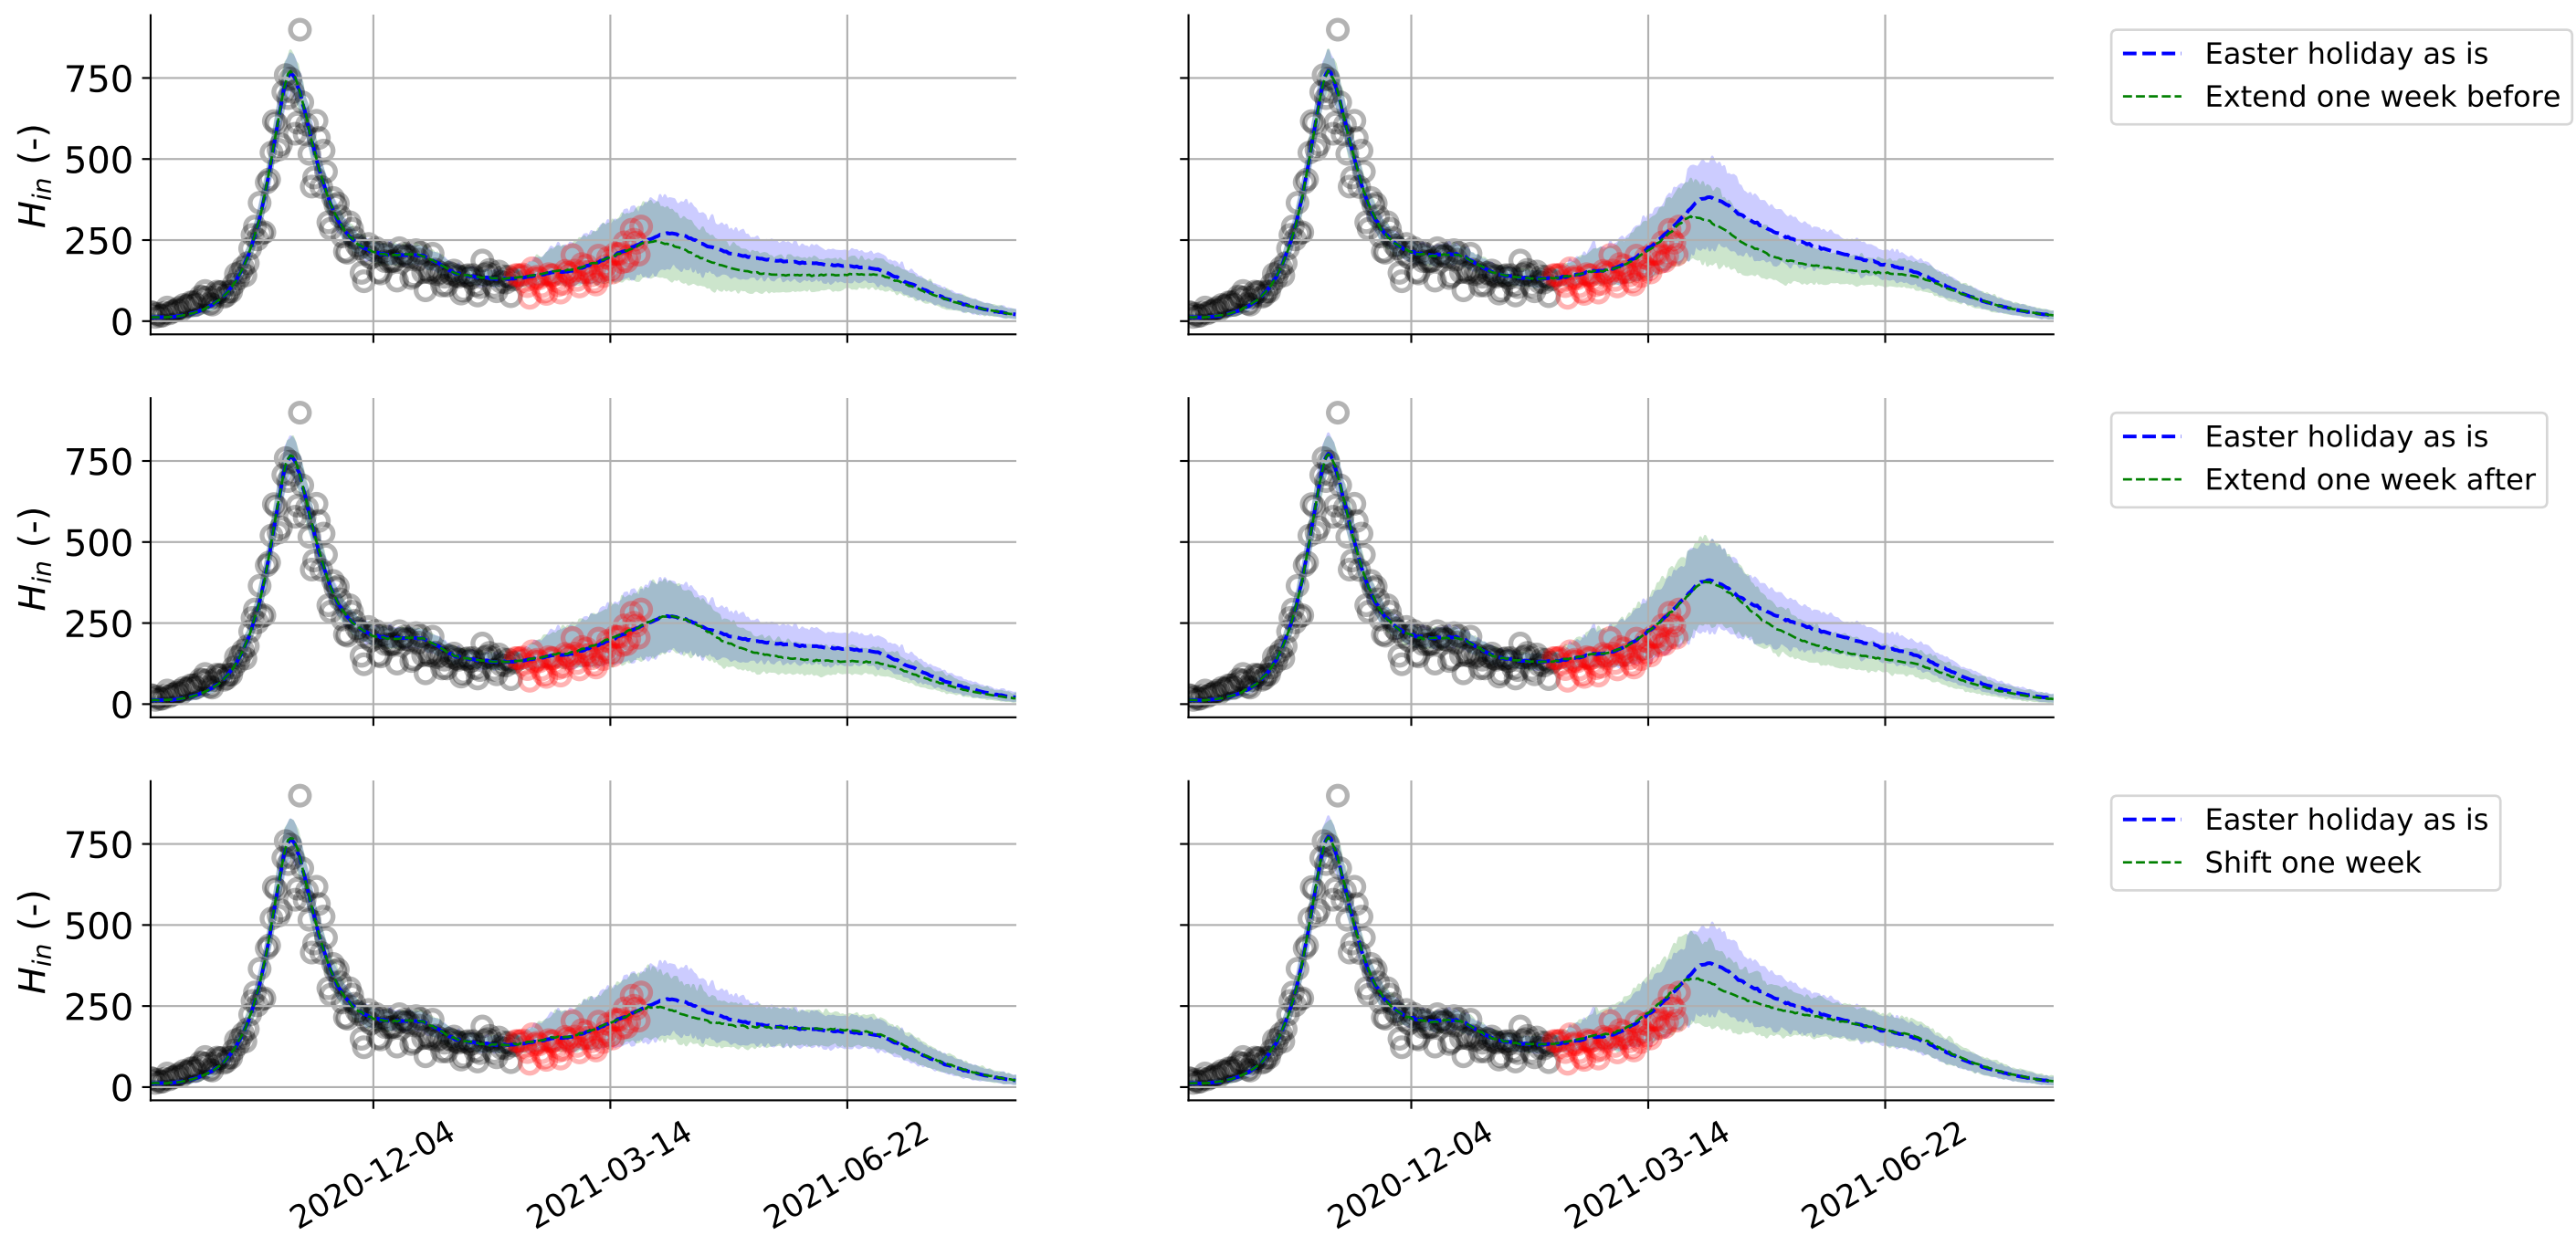 H_in (-)
750
500
250
0
Easter holiday as is
Extend one week before
H_in (-)
750
500
250
0
Easter holiday as is
Extend one week after
H_in (-)
750
500
250
0
Easter holiday as is
Shift one week
2020-12-04
2021-03-14
2021-06-22
2020-12-04
2021-03-14
2021-06-22